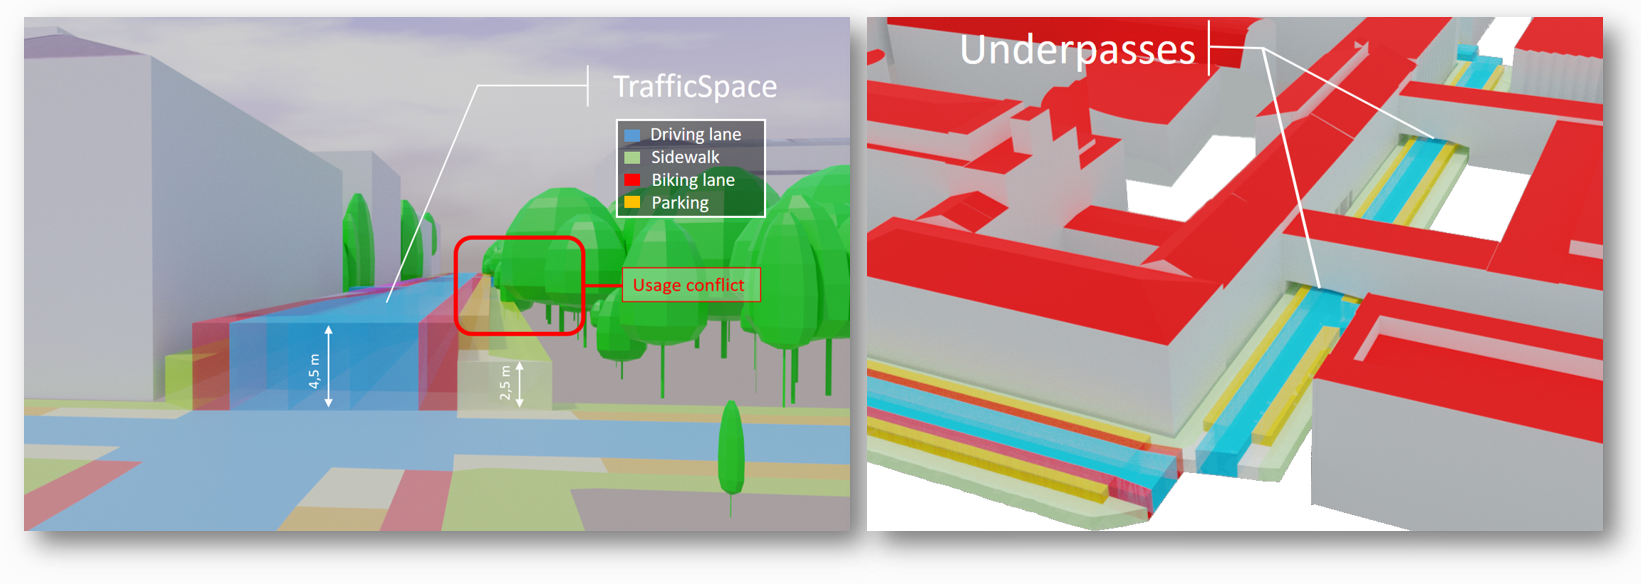 TrafficSpace
Driving lane
Sidewalk
Biking lane
Parking
Usage conflict
4,5 m
2,5 m
Underpasses